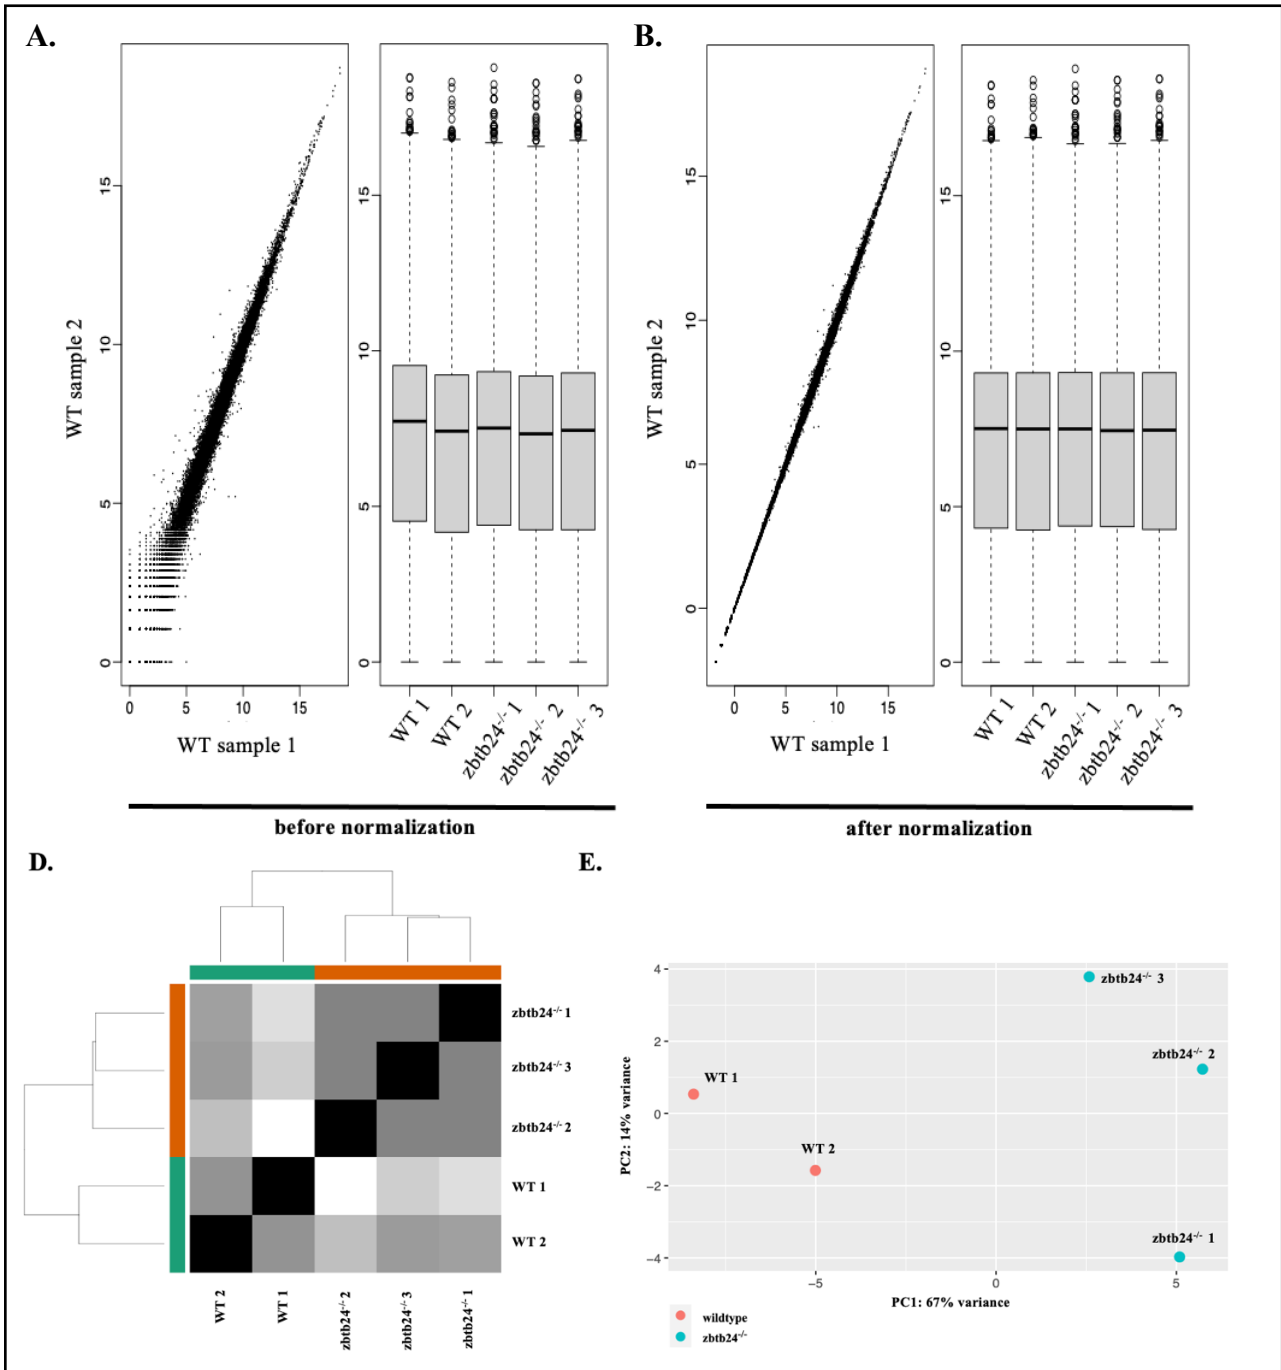 A.
B.
WT sample 2
15
10
5
0
15
10
5
0
0
5
10
15
WT sample 1
WT 1
WT 2
zbtb24⁻/⁻ 1
zbtb24⁻/⁻ 2
zbtb24⁻/⁻ 3
before normalization
WT sample 2
15
10
5
0
15
10
5
0
0
5
10
15
WT sample 1
WT 1
WT 2
zbtb24⁻/⁻ 1
zbtb24⁻/⁻ 2
zbtb24⁻/⁻ 3
after normalization
D.
zbtb24⁻/⁻ 1
zbtb24⁻/⁻ 3
zbtb24⁻/⁻ 2
WT 1
WT 2
WT 2
WT 1
zbtb24⁻/⁻ 2
zbtb24⁻/⁻ 3
zbtb24⁻/⁻ 1
E.
PC2: 14% variance
4
2
0
−2
−4
zbtb24⁻/⁻ 3
zbtb24⁻/⁻ 2
WT 1
WT 2
zbtb24⁻/⁻ 1
−5
0
5
PC1: 67% variance
wildtype
zbtb24⁻/⁻